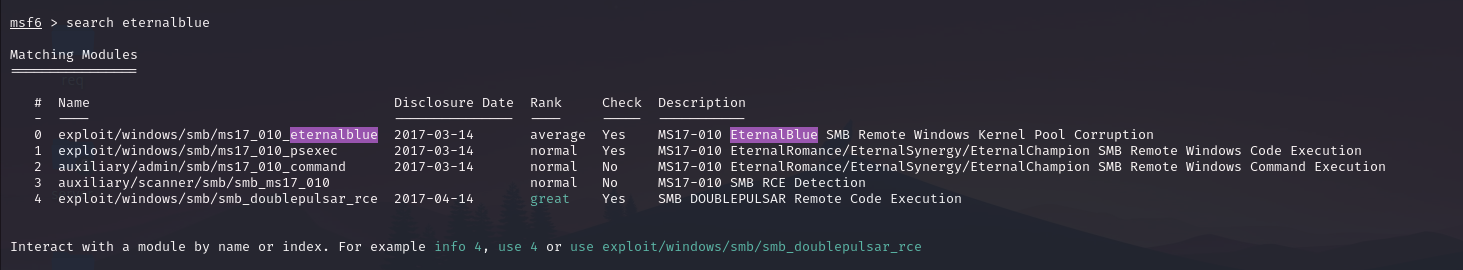 msf6 > search eternalblue
Matching Modules
================
# Name Disclosure Date Rank Check Description
- ---- --------------- ---- ----- -----------
0 exploit/windows/smb/ms17_010_eternalblue 2017-03-14 average Yes MS17-010 EternalBlue SMB Remote Windows Kernel Pool Corruption
1 exploit/windows/smb/ms17_010_psexec 2017-03-14 normal Yes MS17-010 EternalRomance/EternalSynergy/EternalChampion SMB Remote Windows Code Execution
2 auxiliary/admin/smb/ms17_010_command 2017-03-14 normal No MS17-010 EternalRomance/EternalSynergy/EternalChampion SMB Remote Windows Command Execution
3 auxiliary/scanner/smb/smb_ms17_010 normal No MS17-010 SMB RCE Detection
4 exploit/windows/smb/smb_doublepulsar_rce 2017-04-14 great Yes SMB DOUBLEPULSAR Remote Code Execution
Interact with a module by name or index. For example info 4, use 4 or use exploit/windows/smb/smb_doublepulsar_rce